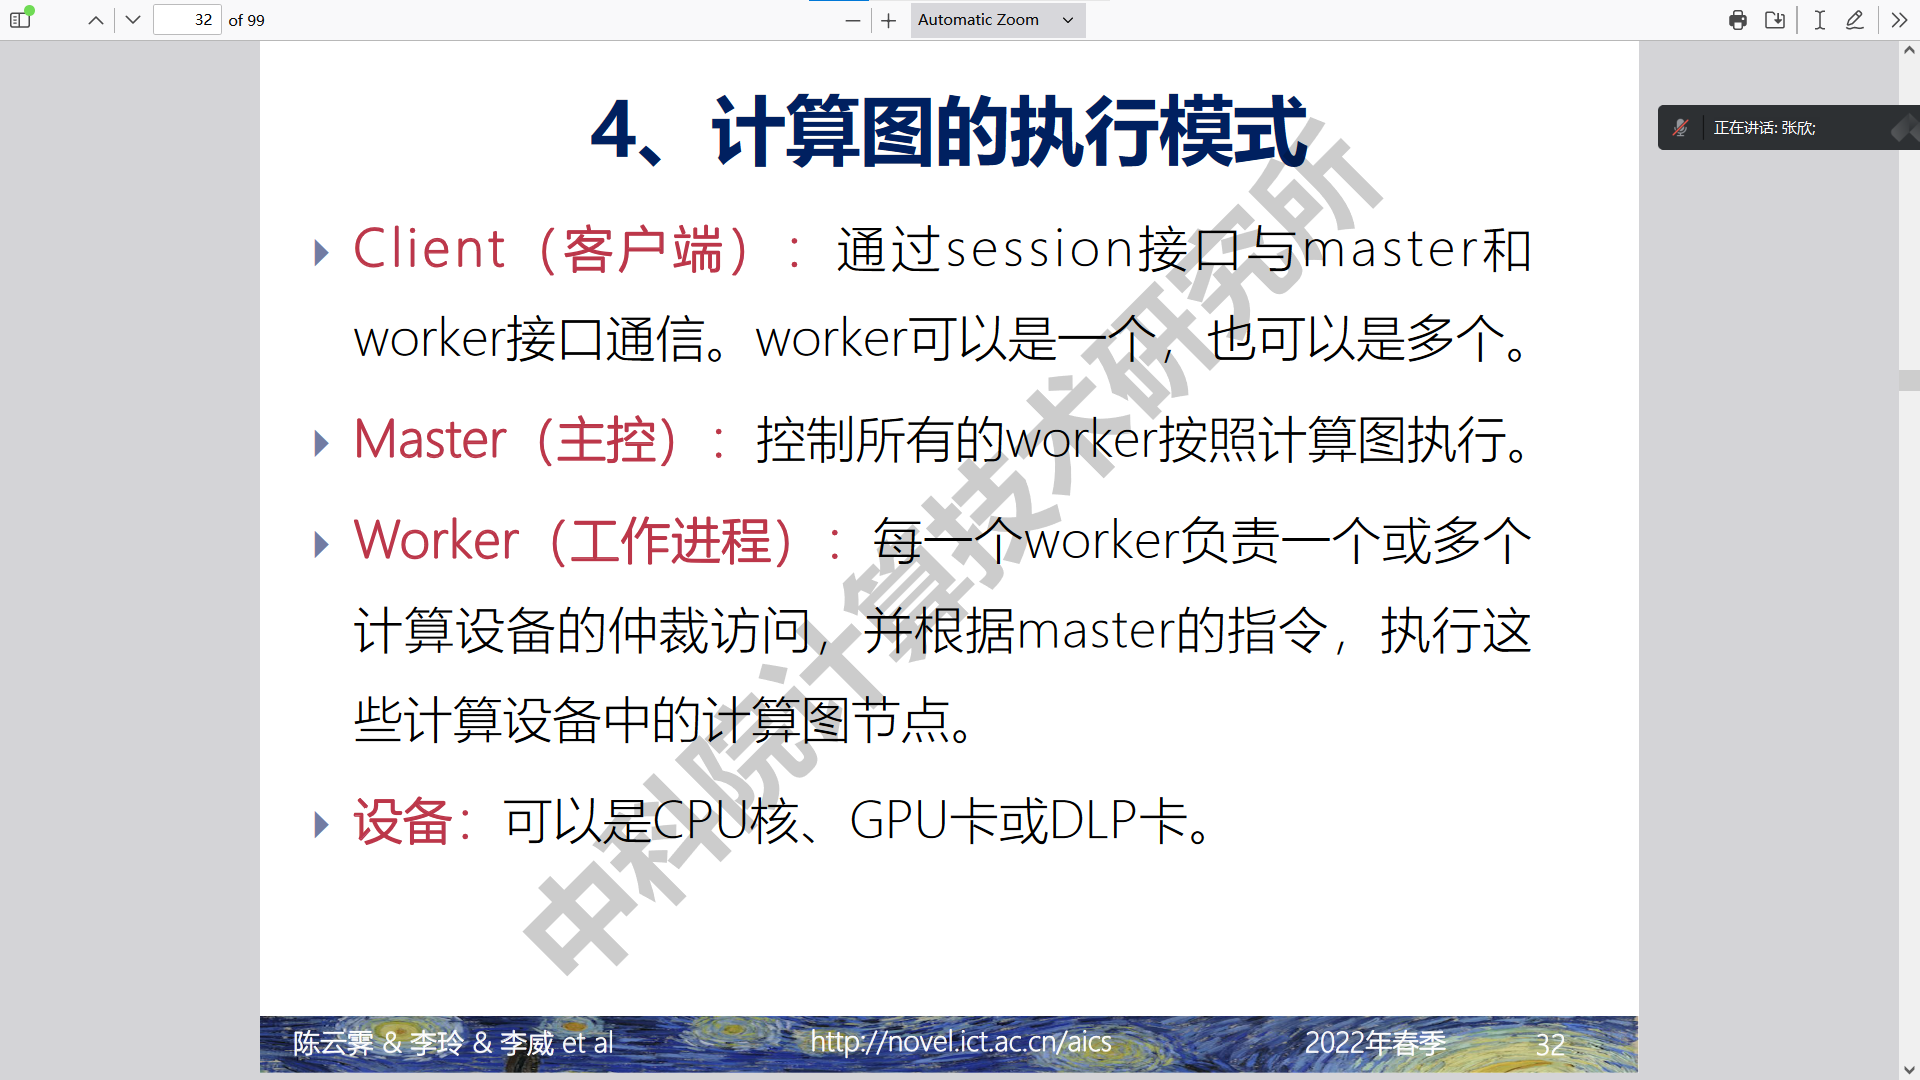 32 of 99
Automatic Zoom
正在讲话: 张欣;
4、计算图的执行模式
Client（客户端）：通过session接口与master和
worker接口通信。worker可以是一个，也可以是多个。
Master（主控）：控制所有的worker按照计算图执行。
Worker（工作进程）：每一个worker负责一个或多个
计算设备的仲裁访问，并根据master的指令，执行这
些计算设备中的计算图节点。
设备：可以是CPU核、GPU卡或DLP卡。
中科院计算技术研究所
陈云霁 & 李玲 & 李威 et al
http://novel.ict.ac.cn/aics
2022年春季
32